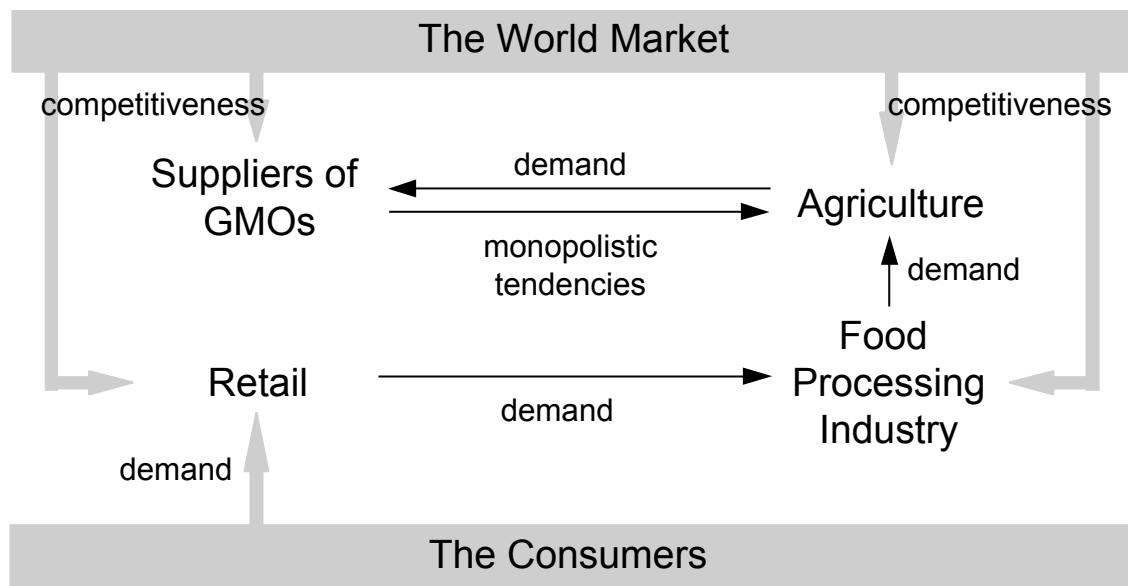 The World Market
competitiveness
competitiveness
Suppliers of
GMOs
demand
Agriculture
monopolistic
tendencies
demand
Food
Processing
Industry
Retail
demand
demand
The Consumers